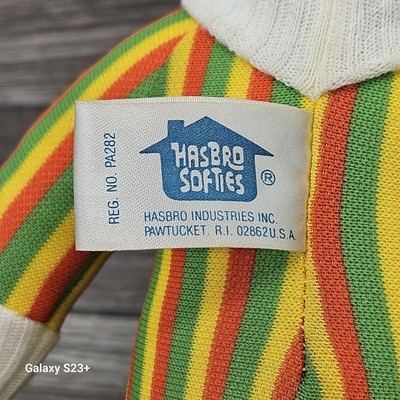 REG. NO. PA282
HASBRO
SOFTIES
®
HASBRO INDUSTRIES INC.
PAWTUCKET. R.I. 02862 U.S.A.
Galaxy S23+